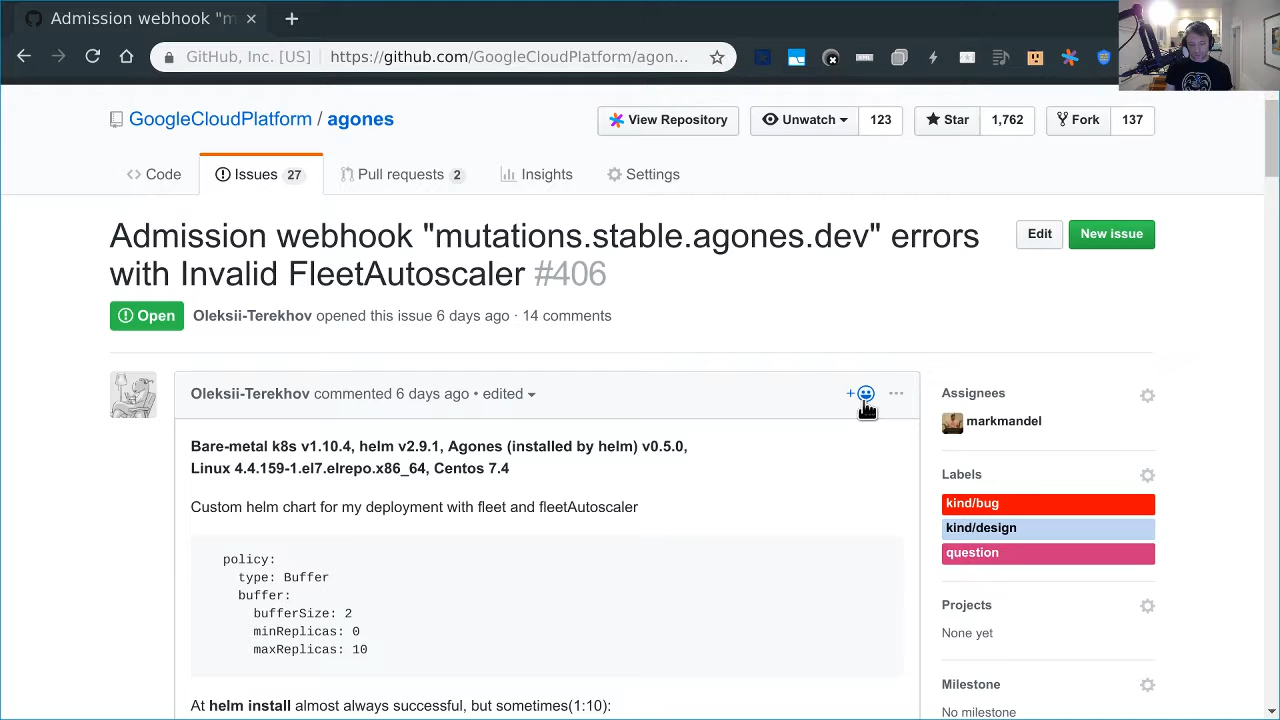 Admission webhook "m
GitHub, Inc. [US]
https://github.com/GoogleCloudPlatform/agon...
GoogleCloudPlatform / agones
View Repository
Unwatch 123
Star 1,762
Fork 137
Code
Issues 27
Pull requests 2
Insights
Settings
Admission webhook "mutations.stable.agones.dev" errors
with Invalid FleetAutoscaler #406
Edit
New issue
Open
Oleksii-Terekhov opened this issue 6 days ago · 14 comments
Oleksii-Terekhov commented 6 days ago • edited
Bare-metal k8s v1.10.4, helm v2.9.1, Agones (installed by helm) v0.5.0,
Linux 4.4.159-1.el7.elrepo.x86_64, Centos 7.4
Custom helm chart for my deployment with fleet and fleetAutoscaler
policy:
type: Buffer
buffer:
bufferSize: 2
minReplicas: 0
maxReplicas: 10
At helm install almost always successful, but sometimes(1:10):
Assignees
markmandel
Labels
kind/bug
kind/design
question
Projects
None yet
Milestone
No milestone